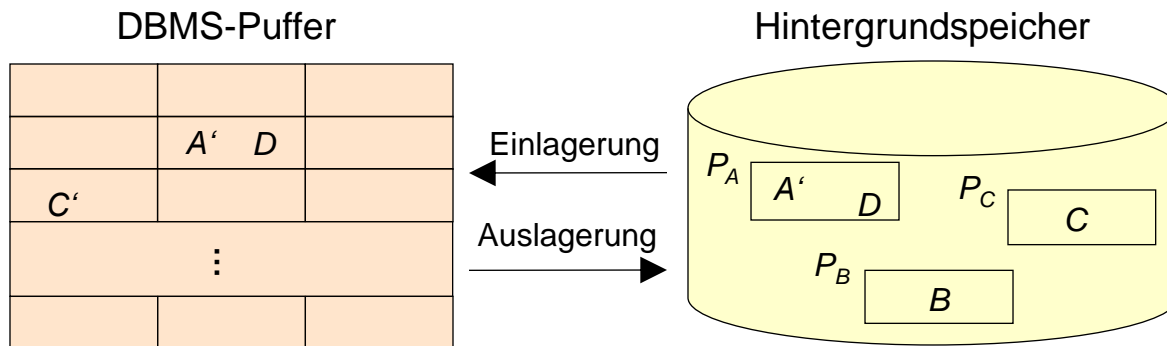 DBMS-Puffer
Hintergrundspeicher
A‘ D
C‘
⋮
Einlagerung
Auslagerung
P_A
A‘
D
P_C
C
P_B
B